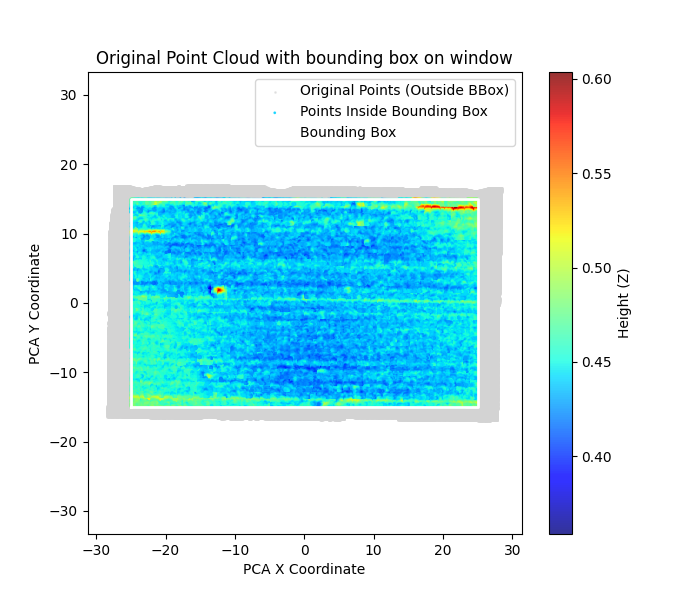 Original Point Cloud with bounding box on window
Original Points (Outside BBox)
Points Inside Bounding Box
Bounding Box
30
20
10
0
−10
−20
−30
PCA Y Coordinate
−30
−20
−10
0
10
20
30
PCA X Coordinate
0.60
0.55
0.50
0.45
0.40
Height (Z)